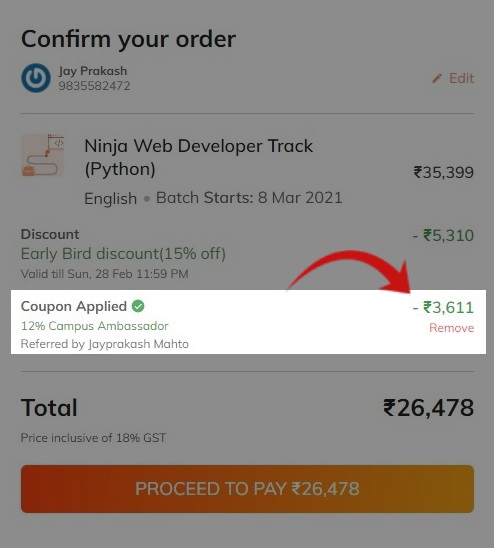 Confirm your order
Jay Prakash
9835582472
Edit
Ninja Web Developer Track
(Python)
₹35,399
English • Batch Starts: 8 Mar 2021
Discount
- ₹5,310
Early Bird discount(15% off)
Valid till Sun, 28 Feb 11:59 PM
Coupon Applied
- ₹3,611
12% Campus Ambassador
Remove
Referred by Jayprakash Mahto
Total
₹26,478
Price inclusive of 18% GST
PROCEED TO PAY ₹26,478